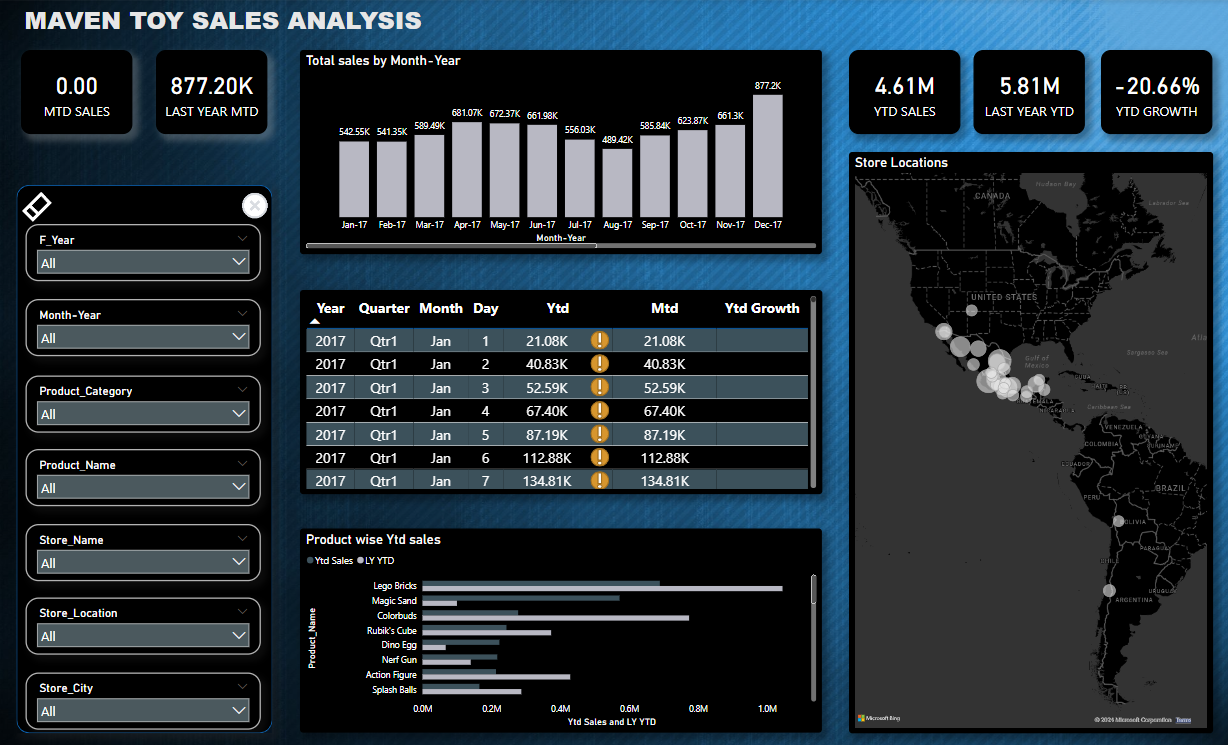 MAVEN TOY SALES ANALYSIS
0.00
MTD SALES
877.20K
LAST YEAR MTD
F_Year
All
Month-Year
All
Product_Category
All
Product_Name
All
Store_Name
All
Store_Location
All
Store_City
All
Total sales by Month-Year
542.55K 541.35K 589.49K 681.07K 672.37K 661.98K 556.03K 489.42K 585.84K 623.87K 661.3K 877.2K
Jan-17 Feb-17 Mar-17 Apr-17 May-17 Jun-17 Jul-17 Aug-17 Sep-17 Oct-17 Nov-17 Dec-17
Month-Year
Year Quarter Month Day Ytd Mtd Ytd Growth
2017 Qtr1 Jan 1 21.08K ! 21.08K
2017 Qtr1 Jan 2 40.83K ! 40.83K
2017 Qtr1 Jan 3 52.59K ! 52.59K
2017 Qtr1 Jan 4 67.40K ! 67.40K
2017 Qtr1 Jan 5 87.19K ! 87.19K
2017 Qtr1 Jan 6 112.88K ! 112.88K
2017 Qtr1 Jan 7 134.81K ! 134.81K
Product wise Ytd sales
Ytd Sales LY YTD
Product_Name
Lego Bricks
Magic Sand
Colorbuds
Rubik's Cube
Dino Egg
Nerf Gun
Action Figure
Splash Balls
0.0M 0.2M 0.4M 0.6M 0.8M 1.0M
Ytd Sales and LY YTD
4.61M
YTD SALES
5.81M
LAST YEAR YTD
-20.66%
YTD GROWTH
Store Locations
Hudson Bay
CANADA
Labrador Sea
UNITED STATES
Gulf of
Mexico
Sargasso Sea
CUBA
NICARAGUA
Caribbean Sea
VENEZUELA
GUYANA
COLOMBIA
SURINAME
ECUADOR
PERU
BRAZIL
BOLIVIA
CHILE
URUGUAY
ARGENTINA
Microsoft Bing
© 2024 Microsoft Corporation Terms